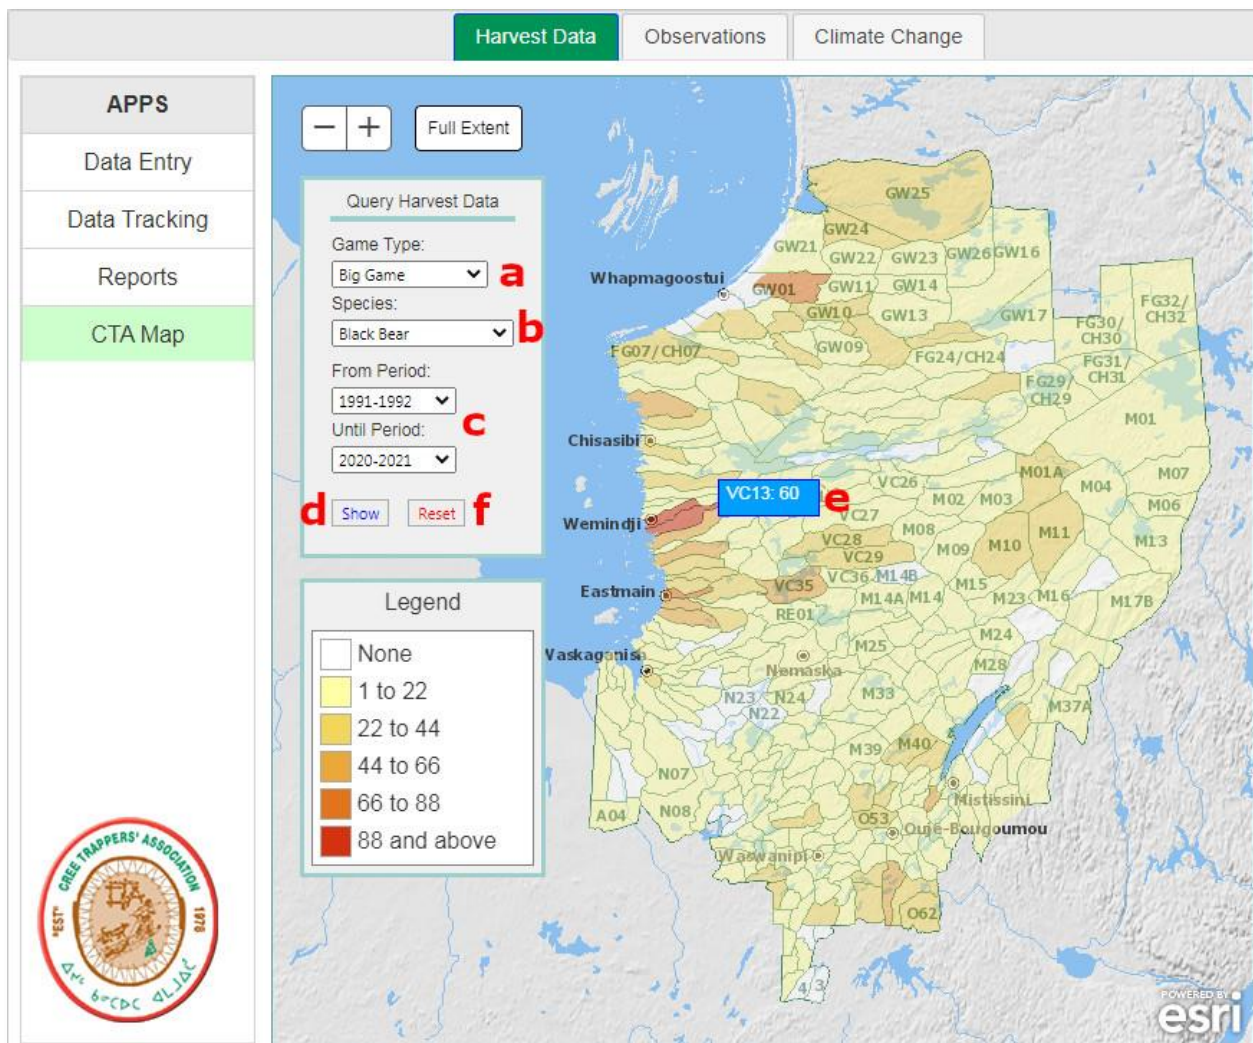 Harvest Data
Observations
Climate Change
APPS
Data Entry
Data Tracking
Reports
CTA Map
Full Extent
Query Harvest Data
Game Type:
Big Game
a
Species:
Black Bear
b
From Period:
1991-1992
c
Until Period:
2020-2021
d
Show
Reset
f
Legend
None
1 to 22
22 to 44
44 to 66
66 to 88
88 and above
GW25
GW24
GW21
GW22
GW23
GW26
GW16
Whapmagoostui
GW01
GW11
GW14
GW10
GW13
GW17
FG32/
CH32
FG30/
CH30
FG07/CH07
GW09
FG24/CH24
FG31/
CH31
FG29/
CH29
M01
Chisasibi
M01A
M07
VC13: 60
e
VC26
M02
M03
M04
M06
Wemindji
VC27
M08
VC28
M10
M11
M13
VC29
M09
Eastmain
VC35
VC36
M14B
M15
M14A
M14
M23
M16
M17B
RE01
M24
M25
Nemaska
M28
N23
N24
M33
M37A
N22
M39
M40
N07
A04
N08
Mistissini
O53
Oujé-Bougoumou
Waswanipi
O62
4
3
CREE TRAPPERS' ASSOCIATION
"EST"
1978
POWERED BY
esri